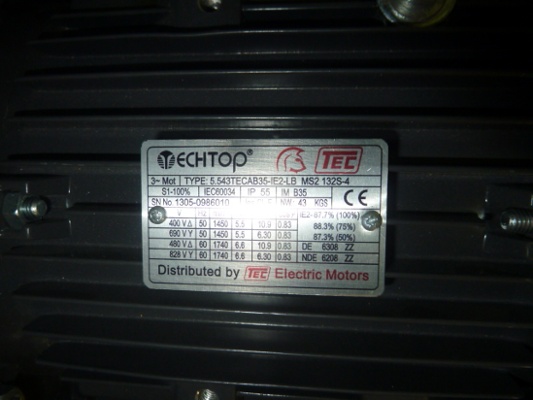 TECHTOP® TEC
3~ Mot TYPE: 5.543TECAB35-IE2-LB MS2 132S-4
S1-100% IEC60034 IP 55 IM B35
SN No. 1305-0986010 NW: 43 KGS CE
V
400 V Δ 50 1450 5.5 10.9 0.83 (100%)
690 V Y 50 1450 5.5 6.30 0.83 88.3% (75%)
480 V Δ 60 1740 6.6 10.9 0.83 87.3% (50%)
DE 6308 ZZ
828 V Y 60 1740 6.6 6.30 0.83 NDE 6208 ZZ
Distributed by TEC Electric Motors